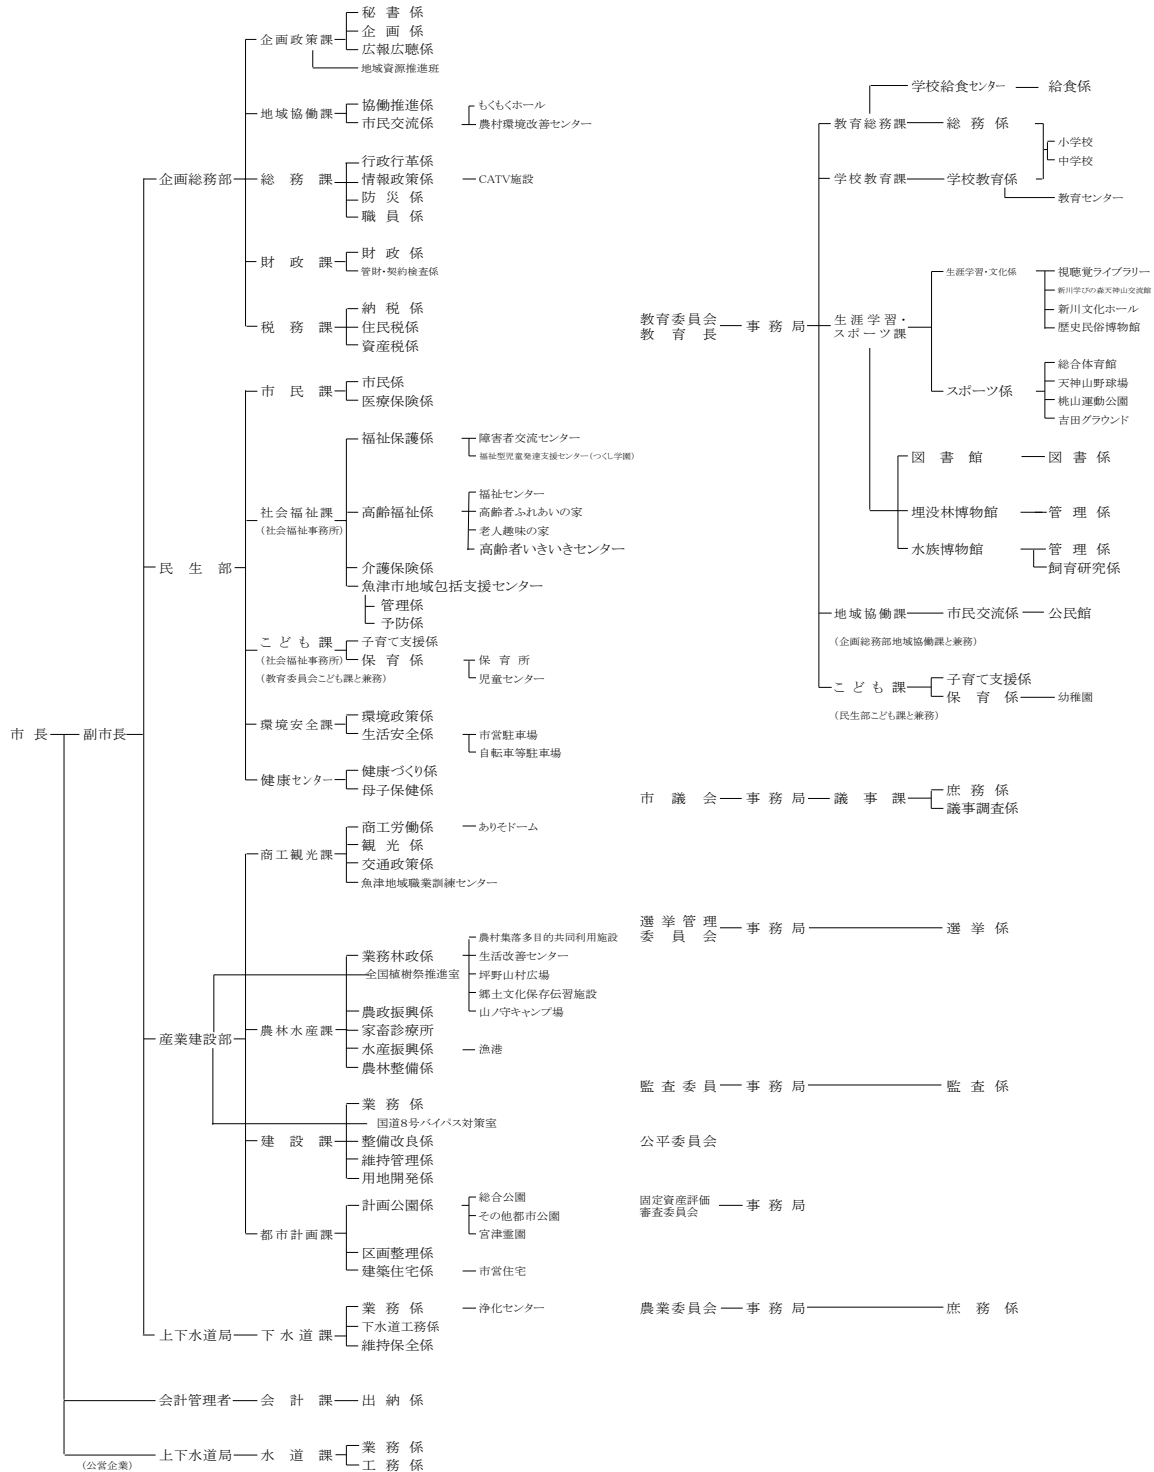 秘書係
企画政策課
企画係
広報広聴係
地域資源推進班
地域協働課
協働推進係
市民交流係
もくもくホール
農村環境改善センター
企画総務部
総務課
行政行革係
情報政策係
CATV施設
防災係
職員係
財政課
財政係
管財・契約検査係
税務課
納税係
住民税係
資産税係
市民課
市民係
医療保険係
福祉保護係
障害者交流センター
福祉型児童発達支援センター(つくし学園)
社会福祉課
(社会福祉事務所)
高齢福祉係
福祉センター
高齢者ふれあいの家
老人趣味の家
高齢者いきいきセンター
民生部
介護保険係
魚津市地域包括支援センター
管理係
予防係
こども課
(社会福祉事務所)
(教育委員会こども課と兼務)
子育て支援係
保育係
保育所
児童センター
市長
副市長
環境安全課
環境政策係
生活安全係
市営駐車場
自転車等駐車場
健康センター
健康づくり係
母子保健係
商工観光課
商工労働係
ありそドーム
観光係
交通政策係
魚津地域職業訓練センター
業務林政係
農村集落多目的共同利用施設
生活改善センター
坪野山村広場
郷土文化保存伝習施設
山ノ守キャンプ場
全国植樹祭推進室
産業建設部
農林水産課
農政振興係
家畜診療所
水産振興係
漁港
農林整備係
業務係
国道8号バイパス対策室
建設課
整備改良係
維持管理係
用地開発係
都市計画課
計画公園係
総合公園
その他都市公園
宮津霊園
区画整理係
建築住宅係
市営住宅
上下水道局
下水道課
業務係
浄化センター
下水道工務係
維持保全係
会計管理者
会計課
出納係
(公営企業)
上下水道局
水道課
業務係
工務係
学校給食センター
給食係
教育総務課
総務係
小学校
中学校
学校教育課
学校教育係
教育センター
教育委員会
教育長
事務局
生涯学習・
スポーツ課
生涯学習・文化係
視聴覚ライブラリー
新川学びの森天神山交流館
新川文化ホール
歴史民俗博物館
スポーツ係
総合体育館
天神山野球場
桃山運動公園
吉田グラウンド
図書館
図書係
埋没林博物館
管理係
水族博物館
管理係
飼育研究係
地域協働課
市民交流係
公民館
(企画総務部地域協働課と兼務)
こども課
子育て支援係
保育係
幼稚園
(民生部こども課と兼務)
市議会
事務局
議事課
庶務係
議事調査係
選挙管理
委員会
事務局
選挙係
監査委員
事務局
監査係
公平委員会
固定資産評価
審査委員会
事務局
農業委員会
事務局
庶務係